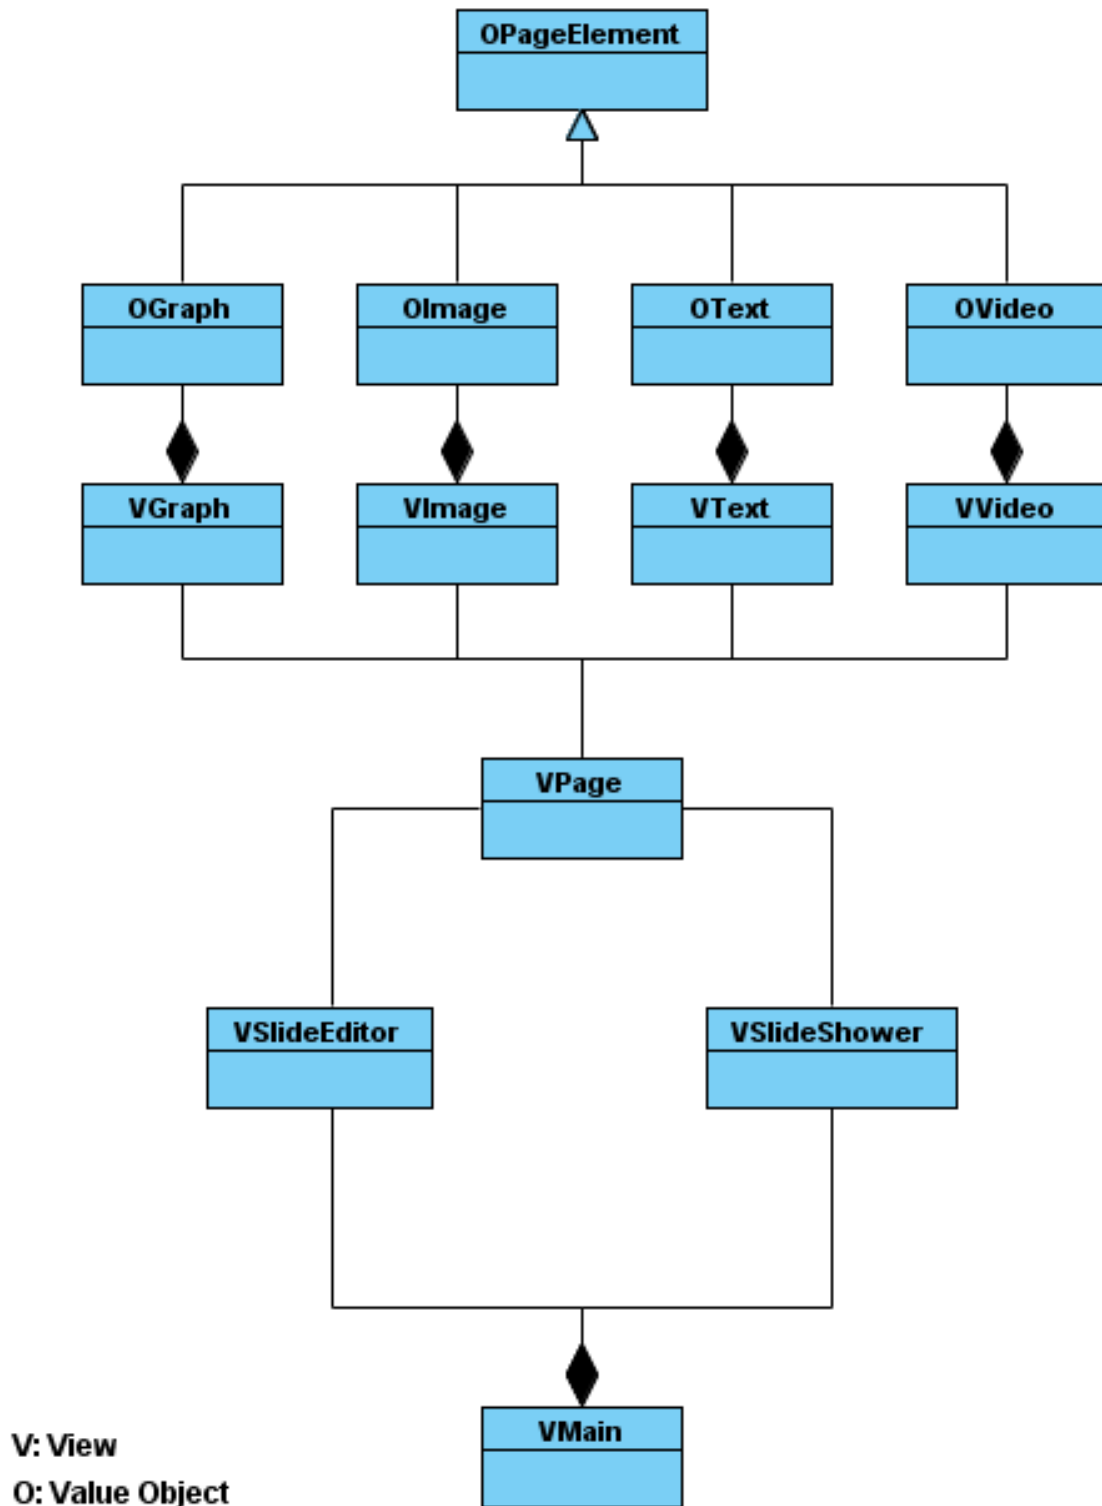 OPageElement
OGraph
OImage
OText
OVideo
VGraph
VImage
VText
VVideo
VPage
VSlideEditor
VSlideShower
VMain
V: View
O: Value Object